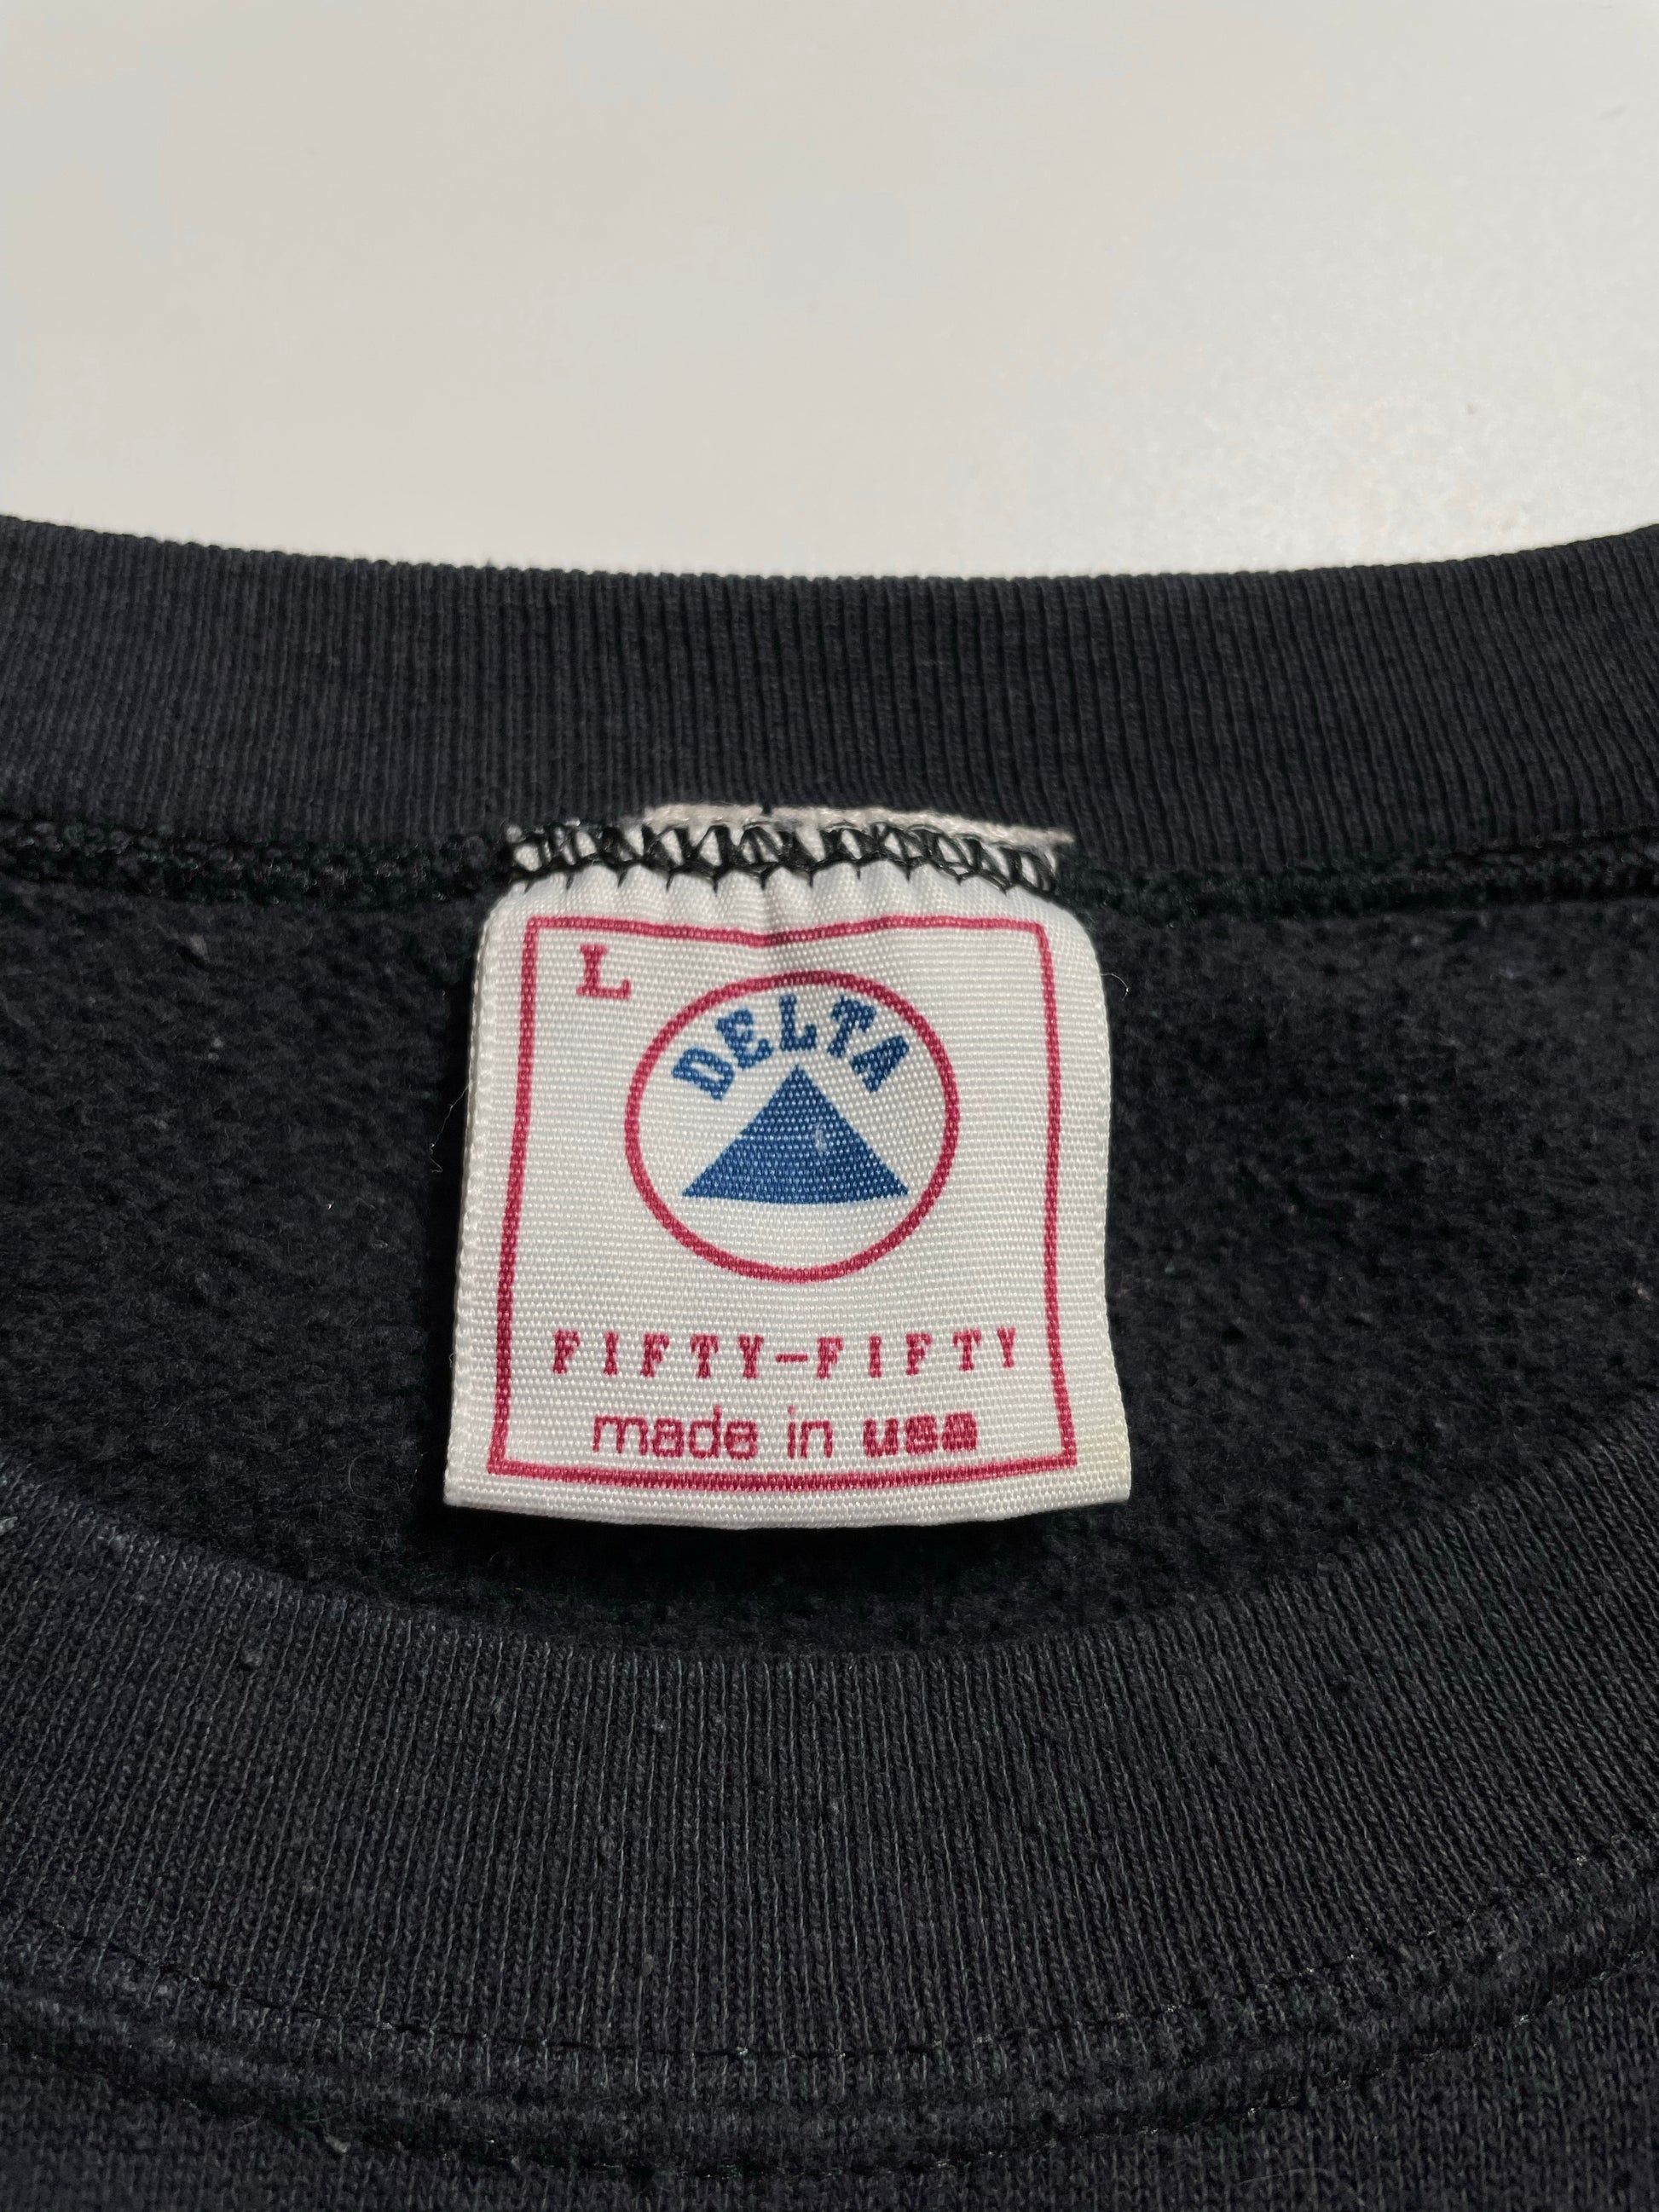 L
DELTA
FIFTY-FIFTY
made in usa